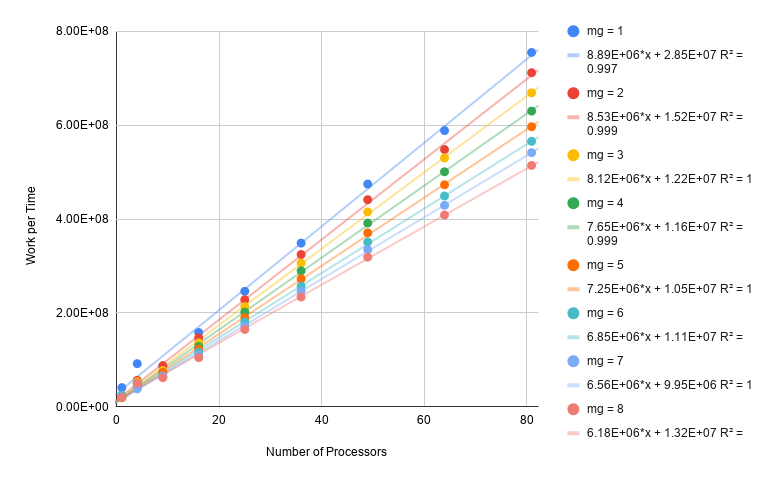 8.00E+08
6.00E+08
4.00E+08
2.00E+08
0.00E+00
Work per Time
0
20
40
60
80
Number of Processors
mg = 1
8.89E+06*x + 2.85E+07 R² =
0.997
mg = 2
8.53E+06*x + 1.52E+07 R² =
0.999
mg = 3
8.12E+06*x + 1.22E+07 R² = 1
mg = 4
7.65E+06*x + 1.16E+07 R² =
0.999
mg = 5
7.25E+06*x + 1.05E+07 R² = 1
mg = 6
6.85E+06*x + 1.11E+07 R² =
mg = 7
6.56E+06*x + 9.95E+06 R² = 1
mg = 8
6.18E+06*x + 1.32E+07 R² =